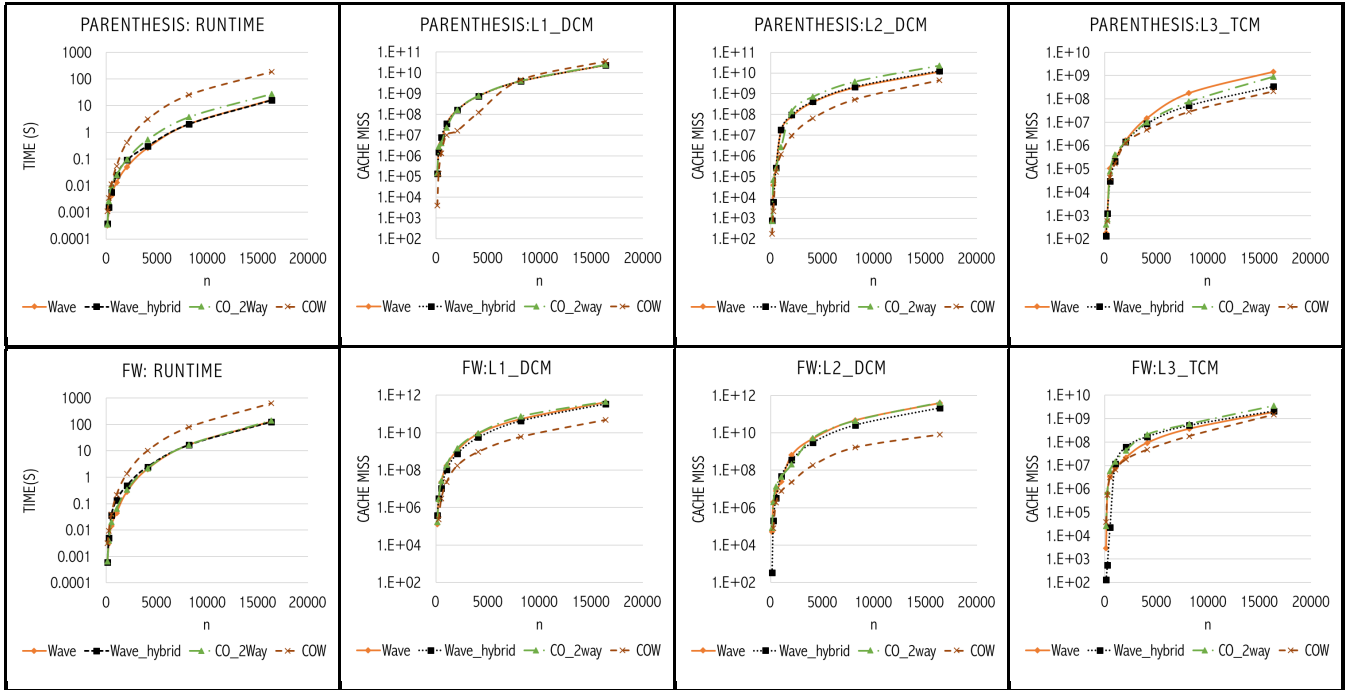 PARENTHESIS: RUNTIME
1000
100
10
1
0.1
0.01
0.001
0.0001
TIME (S)
0 5000 10000 15000 20000
n
Wave Wave_hybrid CO_2Way COW
PARENTHESIS:L1_DCM
1.E+11
1.E+10
1.E+09
1.E+08
1.E+07
1.E+06
1.E+05
1.E+04
1.E+03
1.E+02
CACHE MISS
0 5000 10000 15000 20000
n
Wave Wave_hybrid CO_2way COW
PARENTHESIS:L2_DCM
1.E+11
1.E+10
1.E+09
1.E+08
1.E+07
1.E+06
1.E+05
1.E+04
1.E+03
1.E+02
CACHE MISS
0 5000 10000 15000 20000
n
Wave Wave_hybrid CO_2way COW
PARENTHESIS:L3_TCM
1.E+10
1.E+09
1.E+08
1.E+07
1.E+06
1.E+05
1.E+04
1.E+03
1.E+02
CACHE MISS
0 5000 10000 15000 20000
n
Wave Wave_hybrid CO_2way COW
FW: RUNTIME
1000
100
10
1
0.1
0.01
0.001
0.0001
TIME(S)
0 5000 10000 15000 20000
n
Wave Wave_hybrid CO_2Way COW
FW:L1_DCM
1.E+12
1.E+10
1.E+08
1.E+06
1.E+04
1.E+02
CACHE MISS
0 5000 10000 15000 20000
n
Wave Wave_hybrid CO_2way COW
FW:L2_DCM
1.E+12
1.E+10
1.E+08
1.E+06
1.E+04
1.E+02
CACHE MISS
0 5000 10000 15000 20000
n
Wave Wave_hybrid CO_2way COW
FW:L3_TCM
1.E+10
1.E+09
1.E+08
1.E+07
1.E+06
1.E+05
1.E+04
1.E+03
1.E+02
CACHE MISS
0 5000 10000 15000 20000
n
Wave Wave_hybrid CO_2way COW